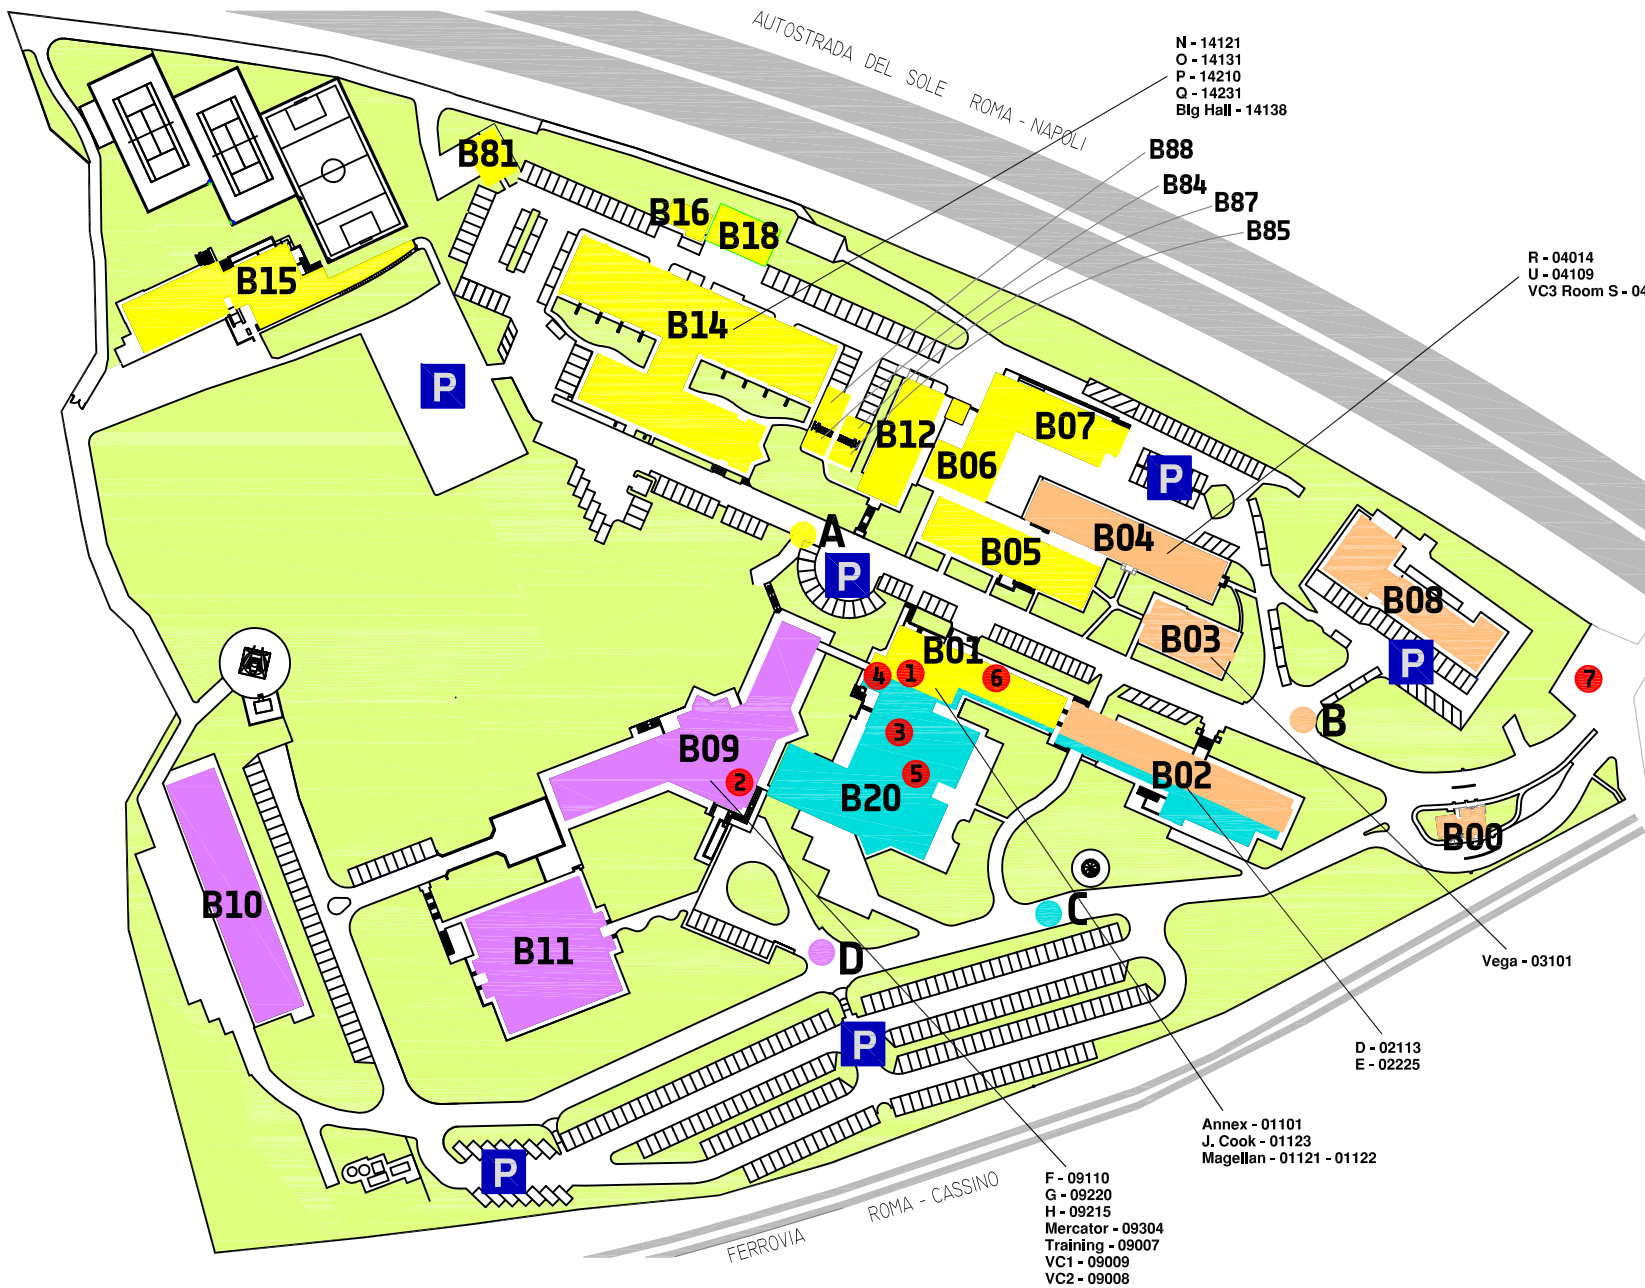 AUTOSTRADA DEL SOLE ROMA - NAPOLI
N - 14121
O - 14131
P - 14210
Q - 14231
Big Hall - 14138
B88
B84
B87
B85
R - 04014
U - 04109
VC3 Room S - 04
B81
B16
B18
B15
B14
P
B12
B07
B06
P
B04
B05
A
P
B08
B03
B01
P
4
1
6
7
B
3
B09
2
5
B20
B02
B00
B10
C
B11
D
Vega - 03101
P
D - 02113
E - 02225
Annex - 01101
J. Cook - 01123
Magellan - 01121 - 01122
P
F - 09110
G - 09220
H - 09215
Mercator - 09304
Training - 09007
VC1 - 09009
VC2 - 09008
FERROVIA ROMA - CASSINO